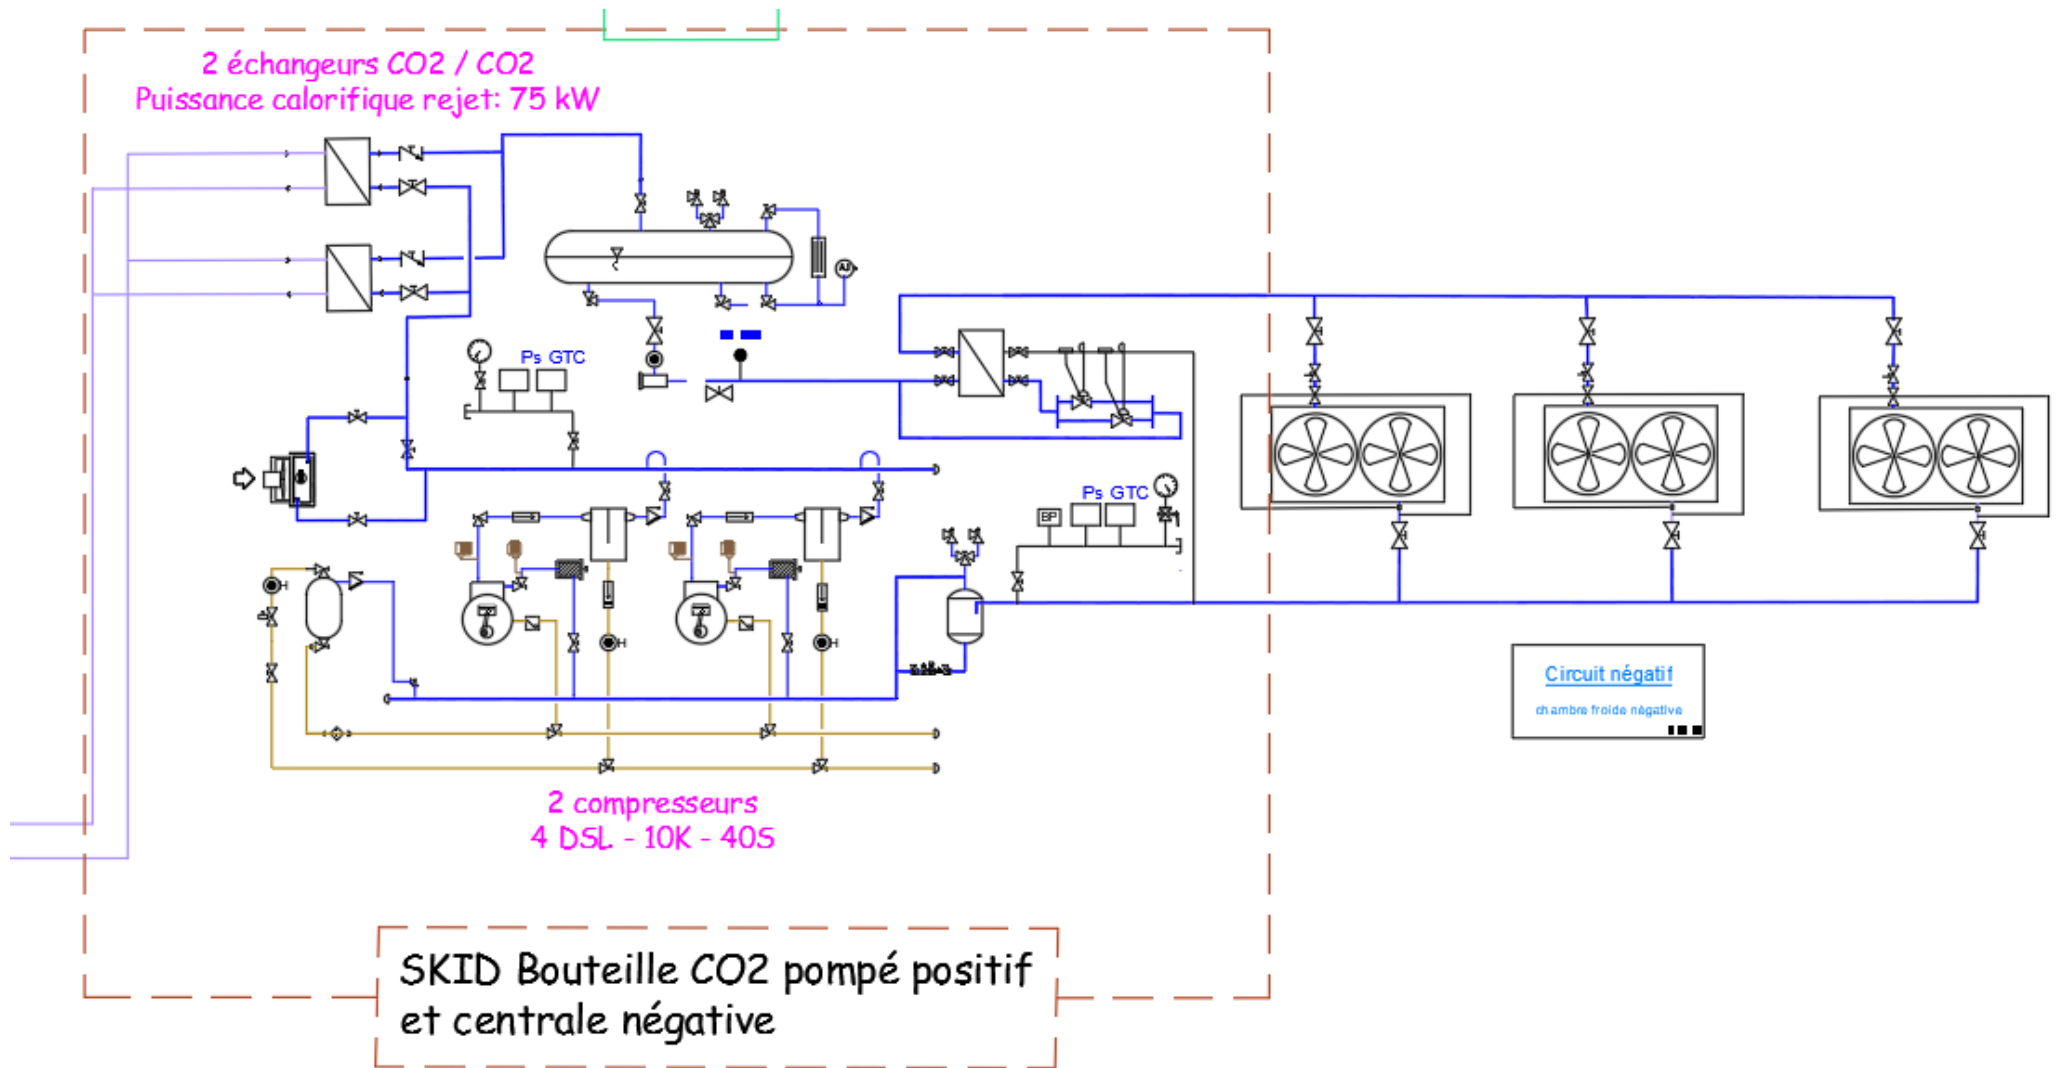 2 échangeurs CO2 / CO2
Puissance calorifique rejet: 75 kW
Ps GTC
Ps GTC
BP
Circuit négatif
chambre froide négative
2 compresseurs
4 DSL - 10K - 40S
SKID Bouteille CO2 pompé positif
et centrale négative